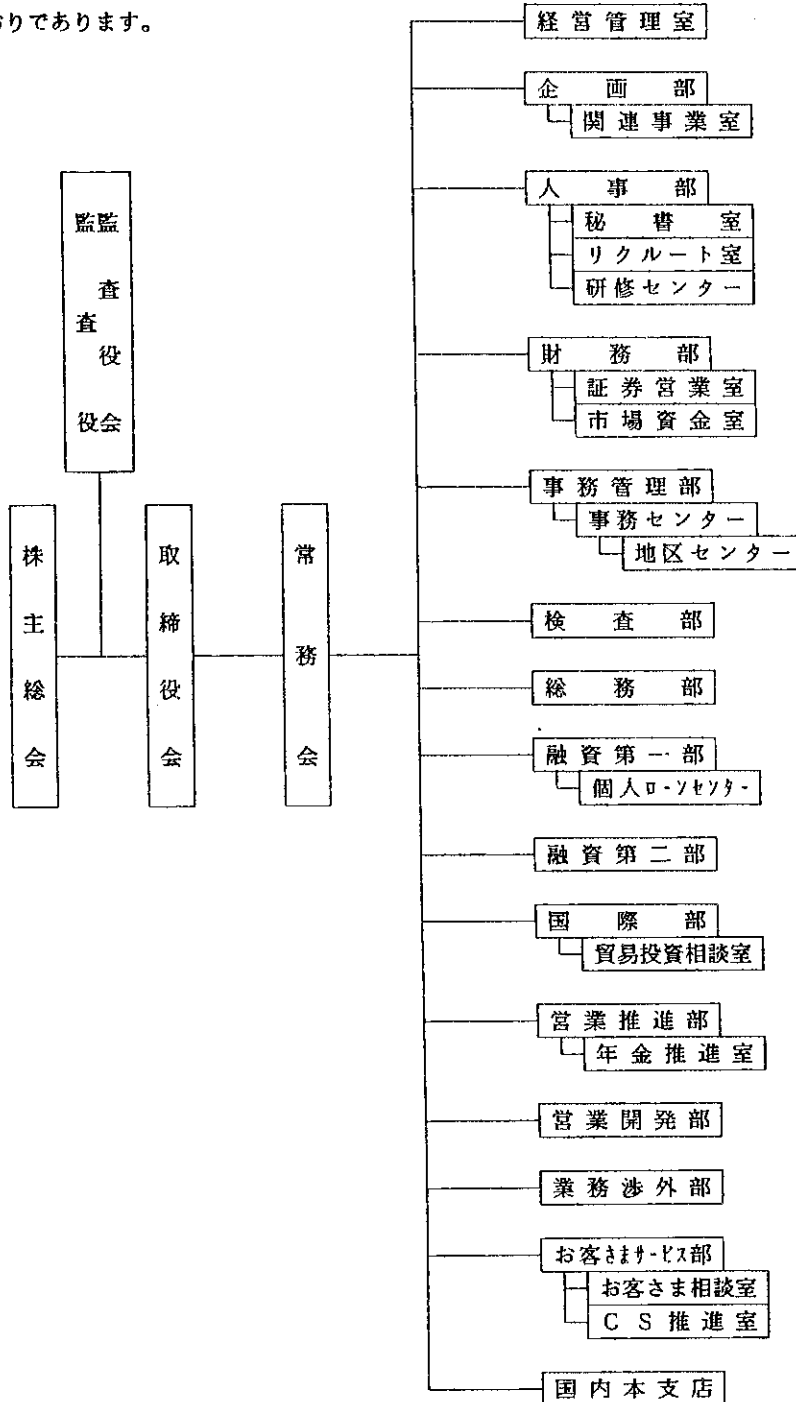 おりであります。
監査役会
監査役
株主総会
取締役会
常務会
経営管理室
企画部
関連事業室
人事部
秘書室
リクルート室
研修センター
財務部
証券営業室
市場資金室
事務管理部
事務センター
地区センター
検査部
総務部
融資第一部
個人ローンセンター
融資第二部
国際部
貿易投資相談室
営業推進部
年金推進室
営業開発部
業務渉外部
お客さまサービス部
お客さま相談室
CS推進室
国内本支店